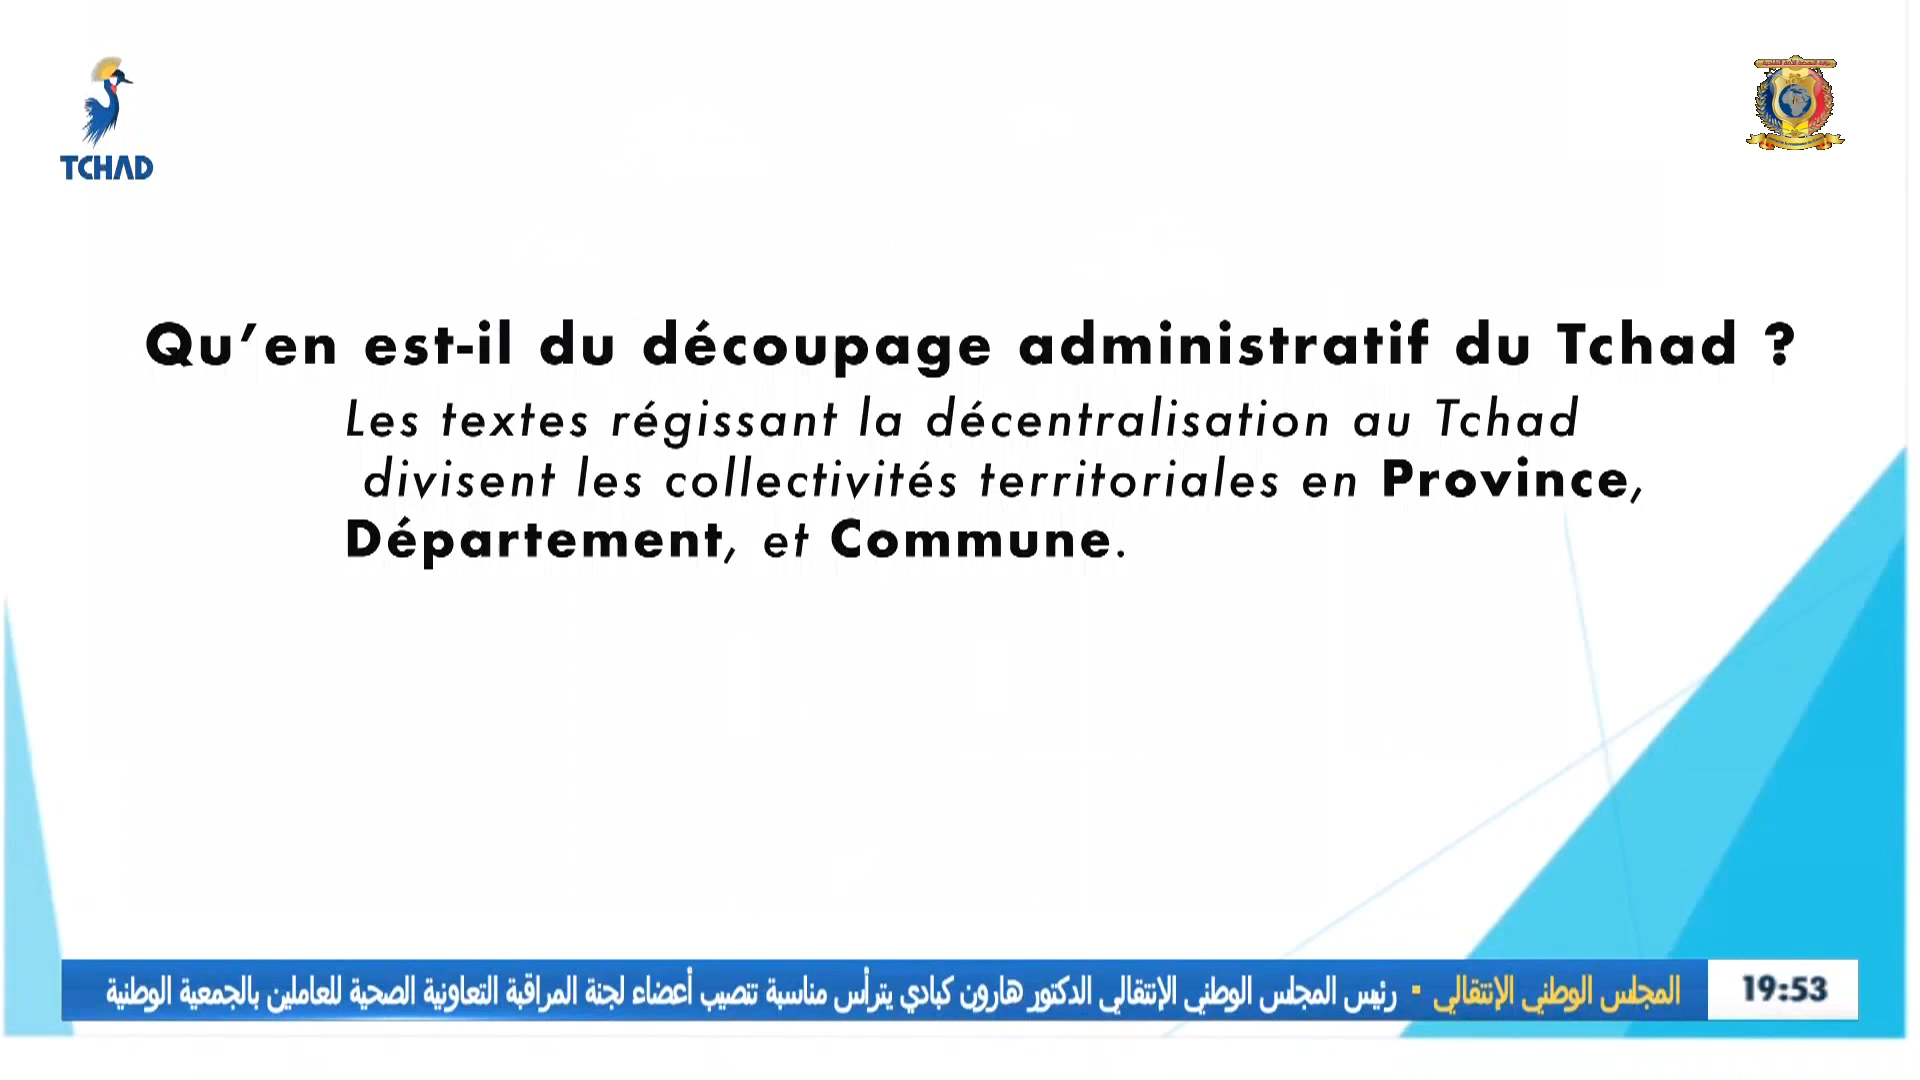 TCHAD
Qu’en est-il du découpage administratif du Tchad ?
Les textes régissant la décentralisation au Tchad
divisent les collectivités territoriales en Province,
Département, et Commune.
المجلس الوطني الإنتقالي - رئيس المجلس الوطني الإنتقالي الدكتور هارون كبادي يترأس مناسبة تتصيب أعضاء لجنة المراقبة التعاونية الصحية للعاملين بالجمعية الوطنية
19:53